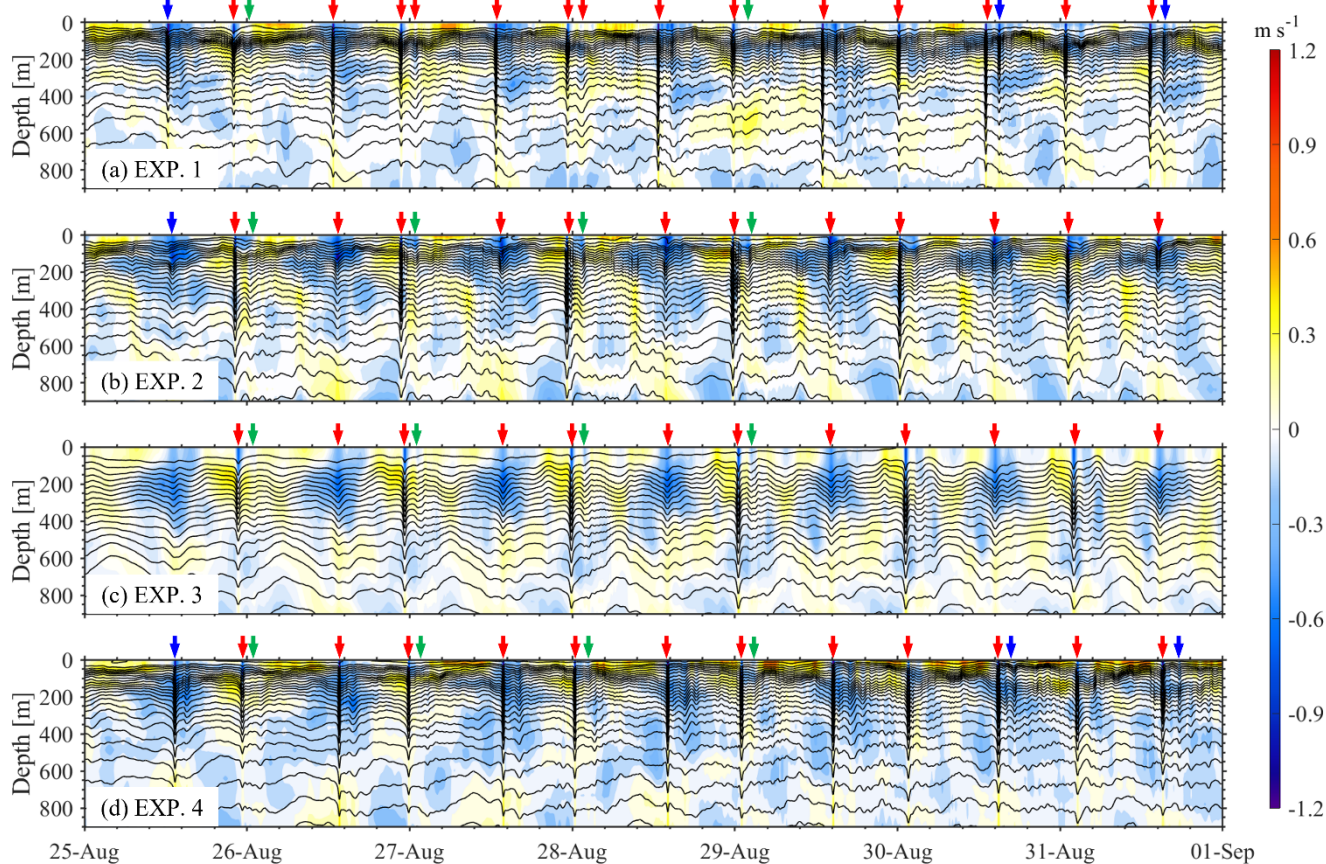 m s⁻¹
Depth [m]
0
200
400
600
800
(a) EXP. 1
Depth [m]
0
200
400
600
800
(b) EXP. 2
Depth [m]
0
200
400
600
800
(c) EXP. 3
Depth [m]
0
200
400
600
800
(d) EXP. 4
25-Aug 26-Aug 27-Aug 28-Aug 29-Aug 30-Aug 31-Aug 01-Sep
1.2
0.9
0.6
0.3
0
-0.3
-0.6
-0.9
-1.2